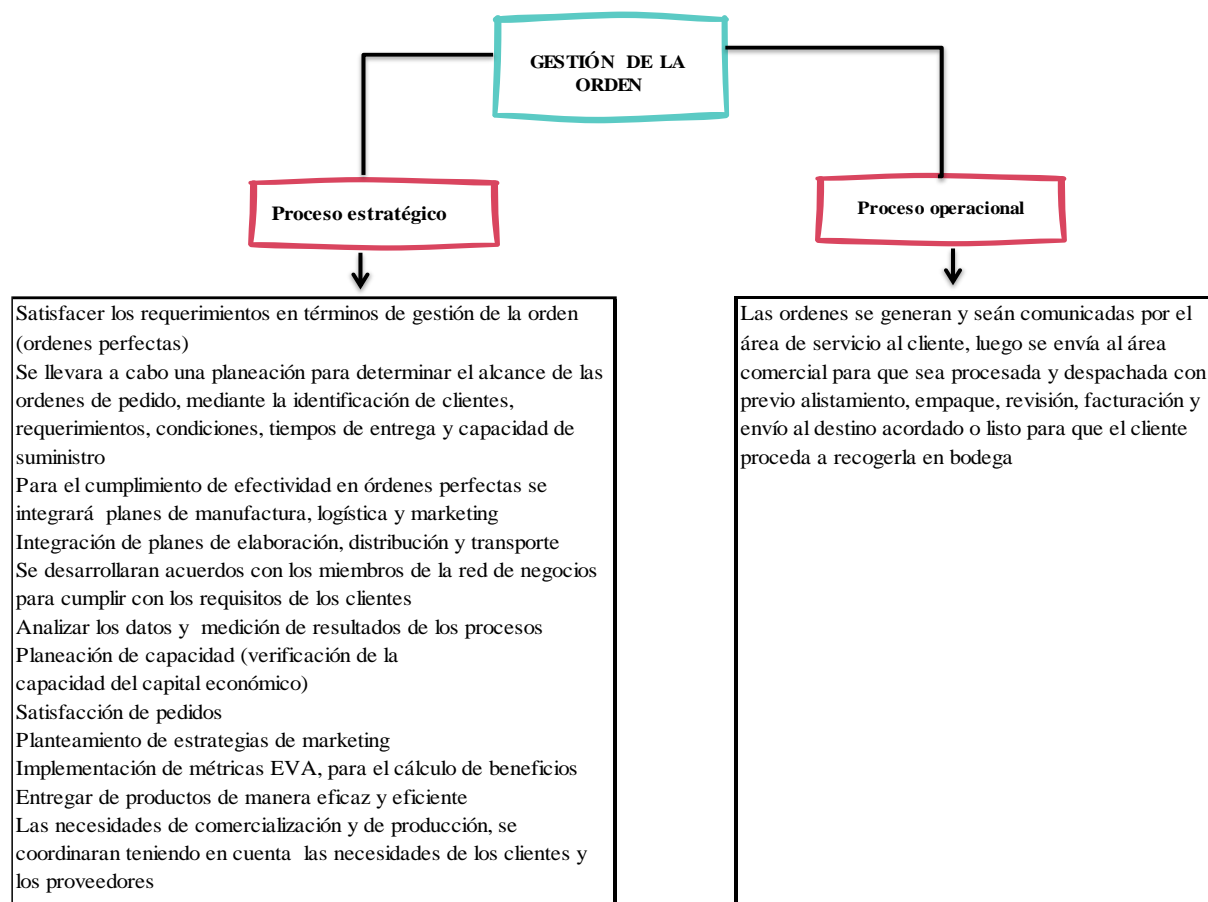 GESTIÓN DE LA
ORDEN
Proceso estratégico
Satisfacer los requerimientos en términos de gestión de la orden
(ordenes perfectas)
Se llevara a cabo una planeación para determinar el alcance de las
ordenes de pedido, mediante la identificación de clientes,
requerimientos, condiciones, tiempos de entrega y capacidad de
suministro
Para el cumplimiento de efectividad en órdenes perfectas se
integrará planes de manufactura, logística y marketing
Integración de planes de elaboración, distribución y transporte
Se desarrollaran acuerdos con los miembros de la red de negocios
para cumplir con los requisitos de los clientes
Analizar los datos y medición de resultados de los procesos
Planeación de capacidad (verificación de la
capacidad del capital económico)
Satisfacción de pedidos
Planteamiento de estrategias de marketing
Implementación de métricas EVA, para el cálculo de beneficios
Entregar de productos de manera eficaz y eficiente
Las necesidades de comercialización y de producción, se
coordinaran teniendo en cuenta las necesidades de los clientes y
los proveedores
Proceso operacional
Las ordenes se generan y seán comunicadas por el
área de servicio al cliente, luego se envía al área
comercial para que sea procesada y despachada con
previo alistamiento, empaque, revisión, facturación y
envío al destino acordado o listo para que el cliente
proceda a recogerla en bodega